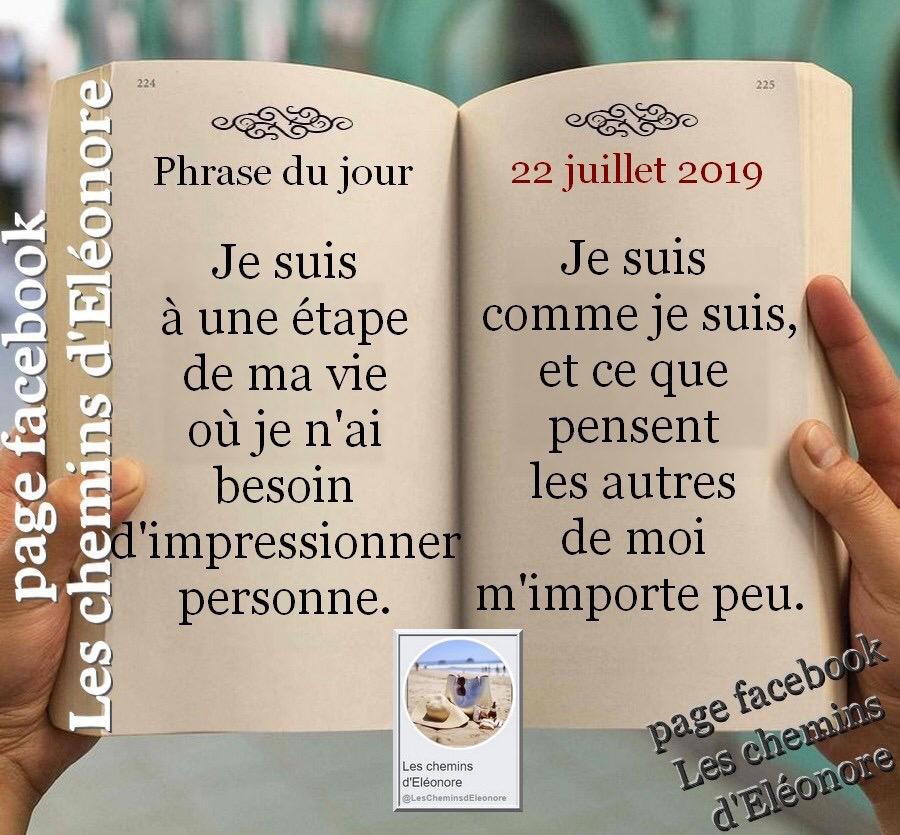 224
Phrase du jour
Je suis
à une étape
de ma vie
où je n'ai
besoin
d'impressionner
personne.
225
22 juillet 2019
Je suis
comme je suis,
et ce que
pensent
les autres
de moi
m'importe peu.
page facebook
Les chemins d'Eléonore
Les chemins
d'Eléonore
@LesCheminsdEleonore
page facebook
Les chemins
d'Eléonore